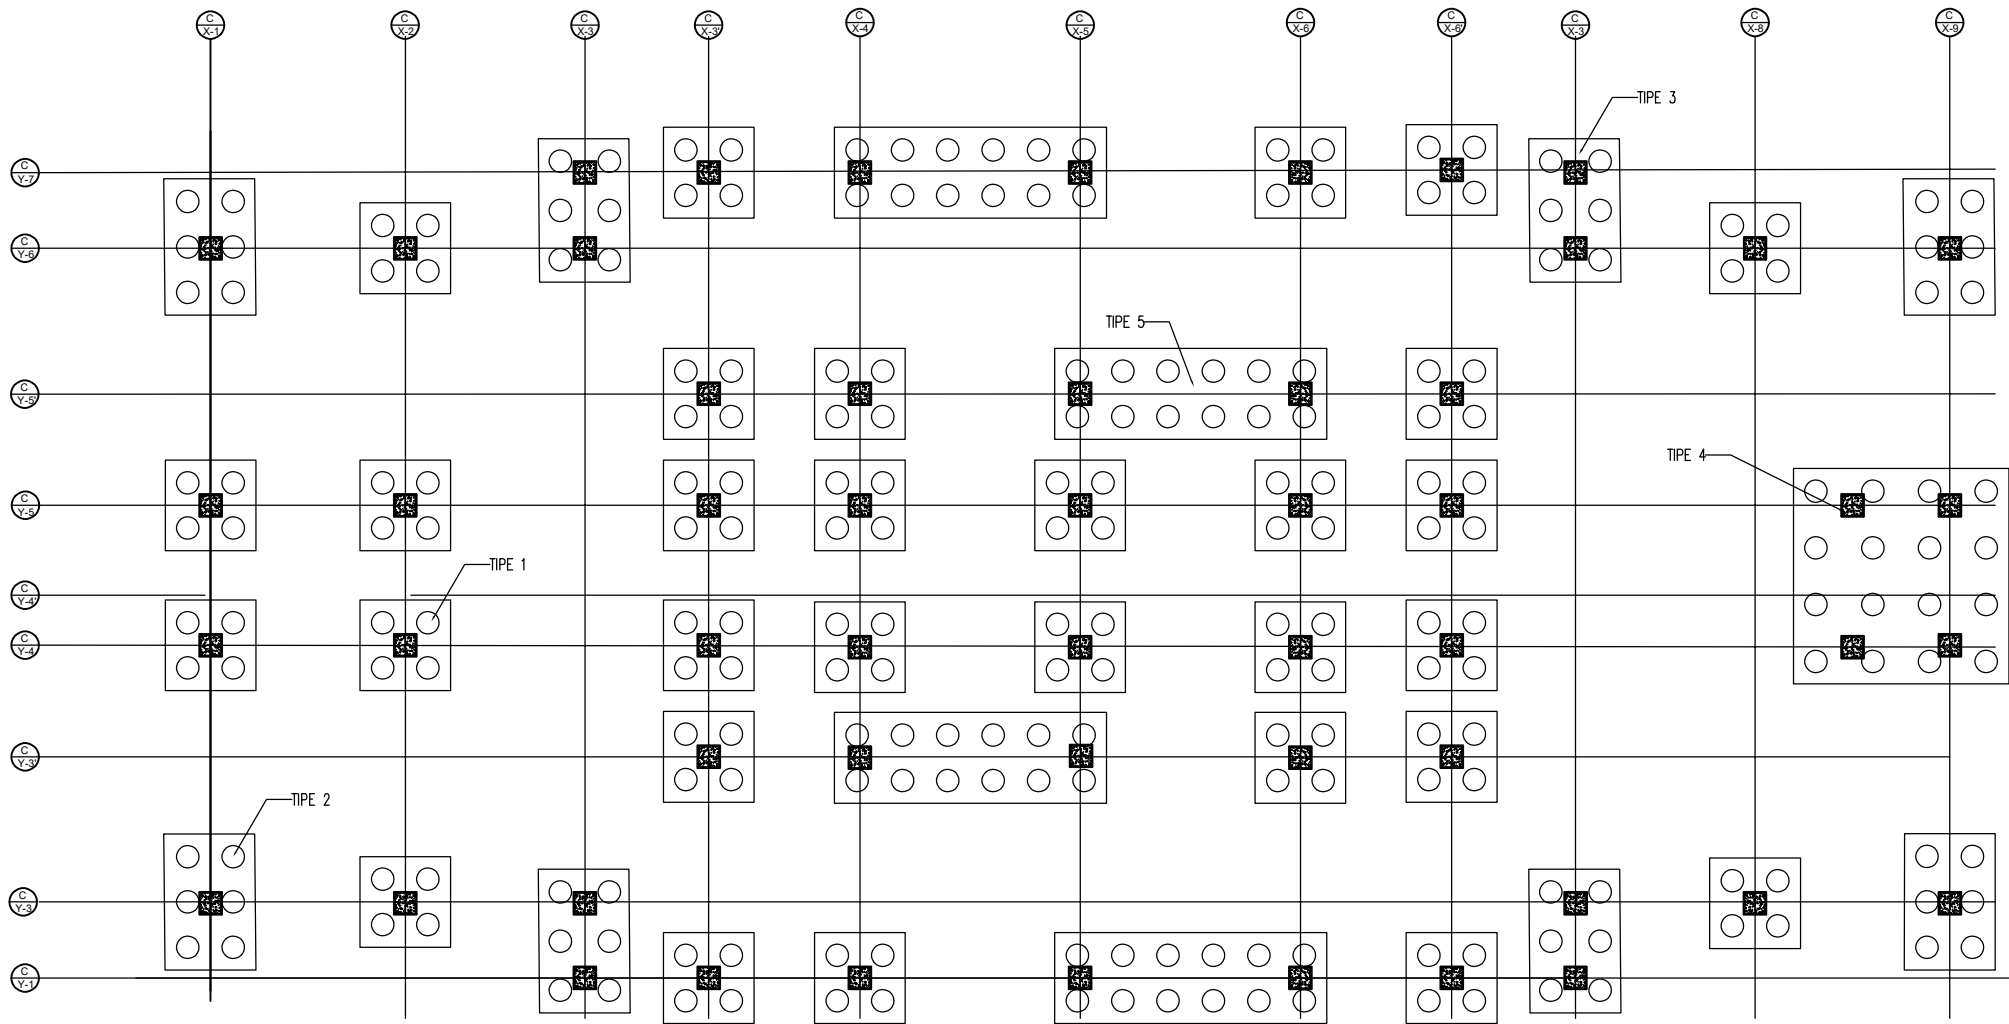 C
X-1
C
X-2
C
X-3
C
X-3'
C
X-4
C
X-5
C
X-6
C
X-6'
C
X-3
C
X-8
C
X-9
TIPE 3
C
Y-7
C
Y-6
TIPE 5
C
Y-5'
TIPE 4
C
Y-5
TIPE 1
C
Y-4'
C
Y-4
C
Y-3'
TIPE 2
C
Y-3
C
Y-1